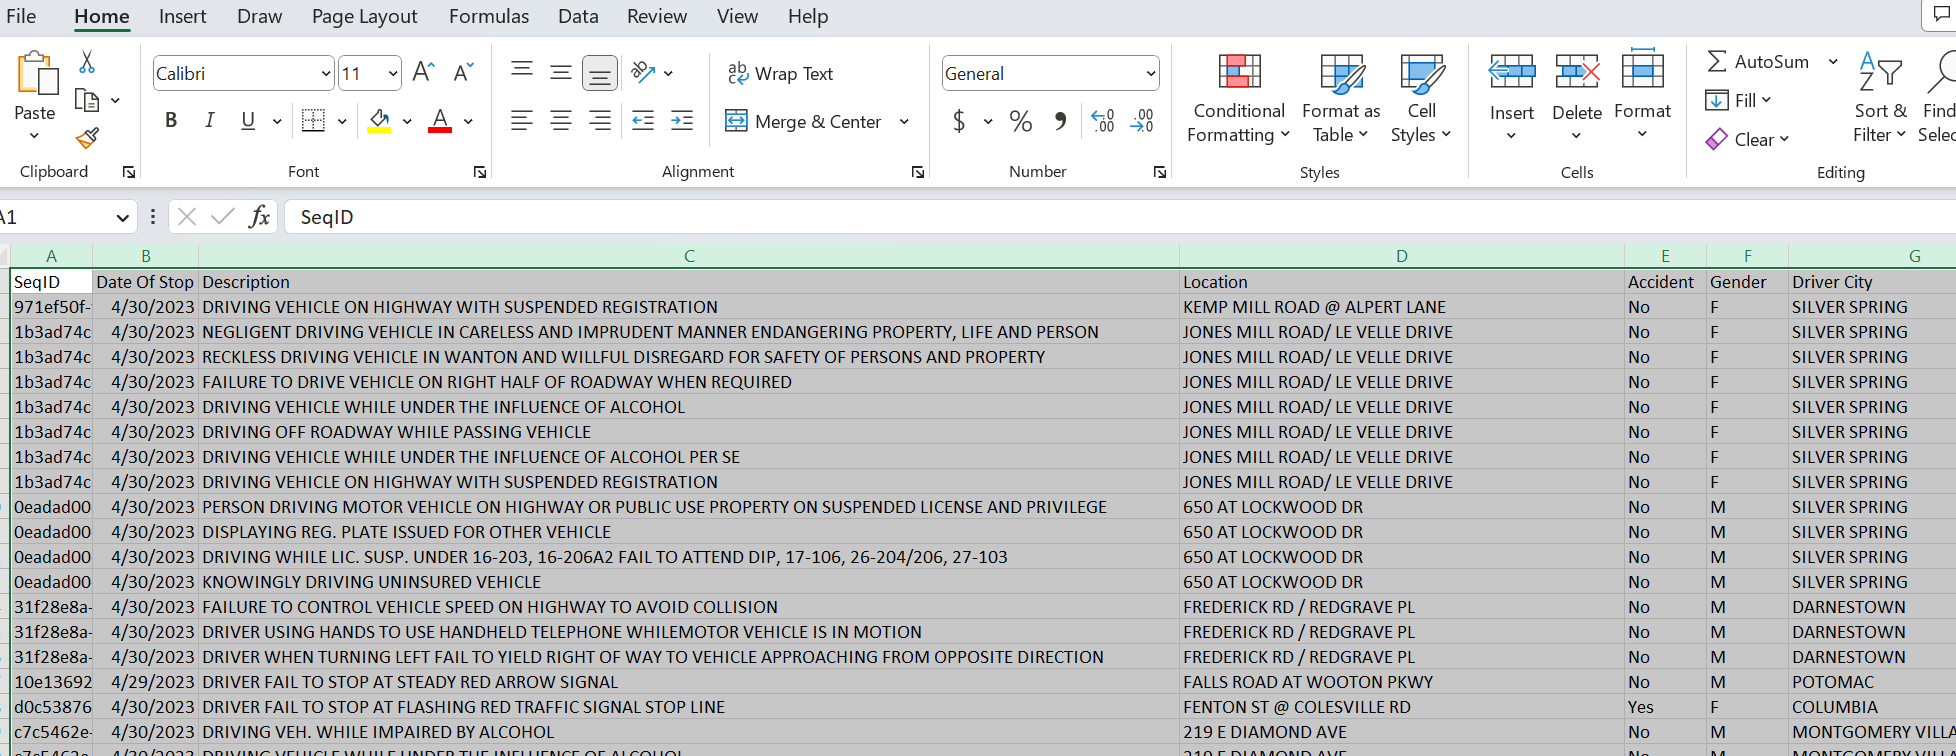 File Home Insert Draw Page Layout Formulas Data Review View Help
Calibri 11 A A ab Wrap Text General AutoSum
Paste Conditional Format as Cell Insert Delete Format Fill Sort & Find
B I U A Merge & Center $ % .00 .00 Formatting Table Styles Clear Filter Selec
Clipboard Font Alignment Number Styles Cells Editing
A1 fx SeqID
A B C D E F G
SeqID Date Of Stop Description Location Accident Gender Driver City
971ef50f- 4/30/2023 DRIVING VEHICLE ON HIGHWAY WITH SUSPENDED REGISTRATION KEMP MILL ROAD @ ALPERT LANE No F SILVER SPRING
1b3ad74c 4/30/2023 NEGLIGENT DRIVING VEHICLE IN CARELESS AND IMPRUDENT MANNER ENDANGERING PROPERTY, LIFE AND PERSON JONES MILL ROAD/ LE VELLE DRIVE No F SILVER SPRING
1b3ad74c 4/30/2023 RECKLESS DRIVING VEHICLE IN WANTON AND WILLFUL DISREGARD FOR SAFETY OF PERSONS AND PROPERTY JONES MILL ROAD/ LE VELLE DRIVE No F SILVER SPRING
1b3ad74c 4/30/2023 FAILURE TO DRIVE VEHICLE ON RIGHT HALF OF ROADWAY WHEN REQUIRED JONES MILL ROAD/ LE VELLE DRIVE No F SILVER SPRING
1b3ad74c 4/30/2023 DRIVING VEHICLE WHILE UNDER THE INFLUENCE OF ALCOHOL JONES MILL ROAD/ LE VELLE DRIVE No F SILVER SPRING
1b3ad74c 4/30/2023 DRIVING OFF ROADWAY WHILE PASSING VEHICLE JONES MILL ROAD/ LE VELLE DRIVE No F SILVER SPRING
1b3ad74c 4/30/2023 DRIVING VEHICLE WHILE UNDER THE INFLUENCE OF ALCOHOL PER SE JONES MILL ROAD/ LE VELLE DRIVE No F SILVER SPRING
1b3ad74c 4/30/2023 DRIVING VEHICLE ON HIGHWAY WITH SUSPENDED REGISTRATION JONES MILL ROAD/ LE VELLE DRIVE No F SILVER SPRING
0eadad00 4/30/2023 PERSON DRIVING MOTOR VEHICLE ON HIGHWAY OR PUBLIC USE PROPERTY ON SUSPENDED LICENSE AND PRIVILEGE 650 AT LOCKWOOD DR No M SILVER SPRING
0eadad00 4/30/2023 DISPLAYING REG. PLATE ISSUED FOR OTHER VEHICLE 650 AT LOCKWOOD DR No M SILVER SPRING
0eadad00 4/30/2023 DRIVING WHILE LIC. SUSP. UNDER 16-203, 16-206A2 FAIL TO ATTEND DIP, 17-106, 26-204/206, 27-103 650 AT LOCKWOOD DR No M SILVER SPRING
0eadad00 4/30/2023 KNOWINGLY DRIVING UNINSURED VEHICLE 650 AT LOCKWOOD DR No M SILVER SPRING
31f28e8a- 4/30/2023 FAILURE TO CONTROL VEHICLE SPEED ON HIGHWAY TO AVOID COLLISION FREDERICK RD / REDGRAVE PL No M DARNESTOWN
31f28e8a- 4/30/2023 DRIVER USING HANDS TO USE HANDHELD TELEPHONE WHILEMOTOR VEHICLE IS IN MOTION FREDERICK RD / REDGRAVE PL No M DARNESTOWN
31f28e8a- 4/30/2023 DRIVER WHEN TURNING LEFT FAIL TO YIELD RIGHT OF WAY TO VEHICLE APPROACHING FROM OPPOSITE DIRECTION FREDERICK RD / REDGRAVE PL No M DARNESTOWN
10e13692 4/29/2023 DRIVER FAIL TO STOP AT STEADY RED ARROW SIGNAL FALLS ROAD AT WOOTON PKWY No M POTOMAC
d0c53876 4/30/2023 DRIVER FAIL TO STOP AT FLASHING RED TRAFFIC SIGNAL STOP LINE FENTON ST @ COLESVILLE RD Yes F COLUMBIA
c7c5462e- 4/30/2023 DRIVING VEH. WHILE IMPAIRED BY ALCOHOL 219 E DIAMOND AVE No M MONTGOMERY VILLA
c7c5462e- 4/30/2023 DRIVING VEHICLE WHILE UNDER THE INFLUENCE OF ALCOHOL 219 E DIAMOND AVE No M MONTGOMERY VILLA